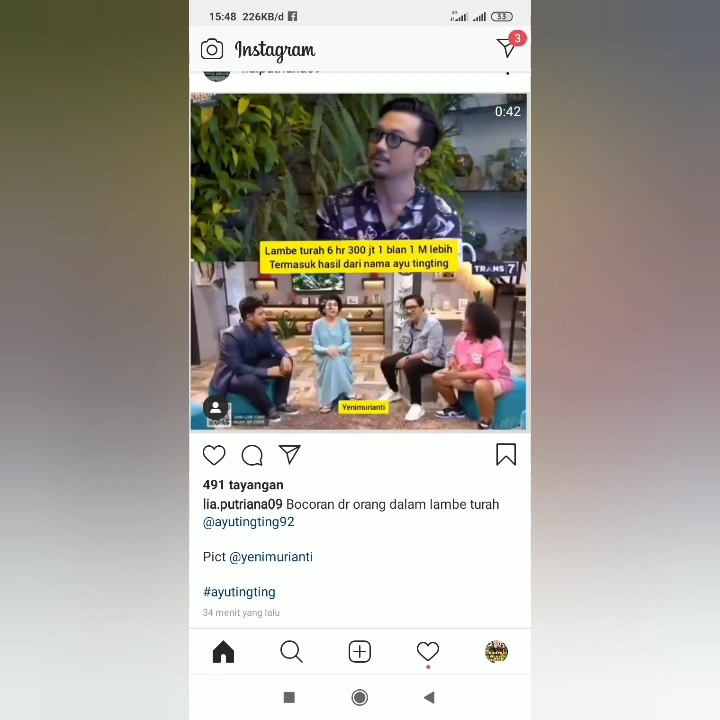 15:48 226KB/d
33
Instagram
3
0:42
Lambe turah 6 hr 300 jt 1 blan 1 M lebih
Termasuk hasil dari nama ayu tingting
TRANS 7
Yenimurianti
491 tayangan
lia.putriana09 Bocoran dr orang dalam lambe turah
@ayutingting92
Pict @yenimurianti
#ayutingting
34 menit yang lalu